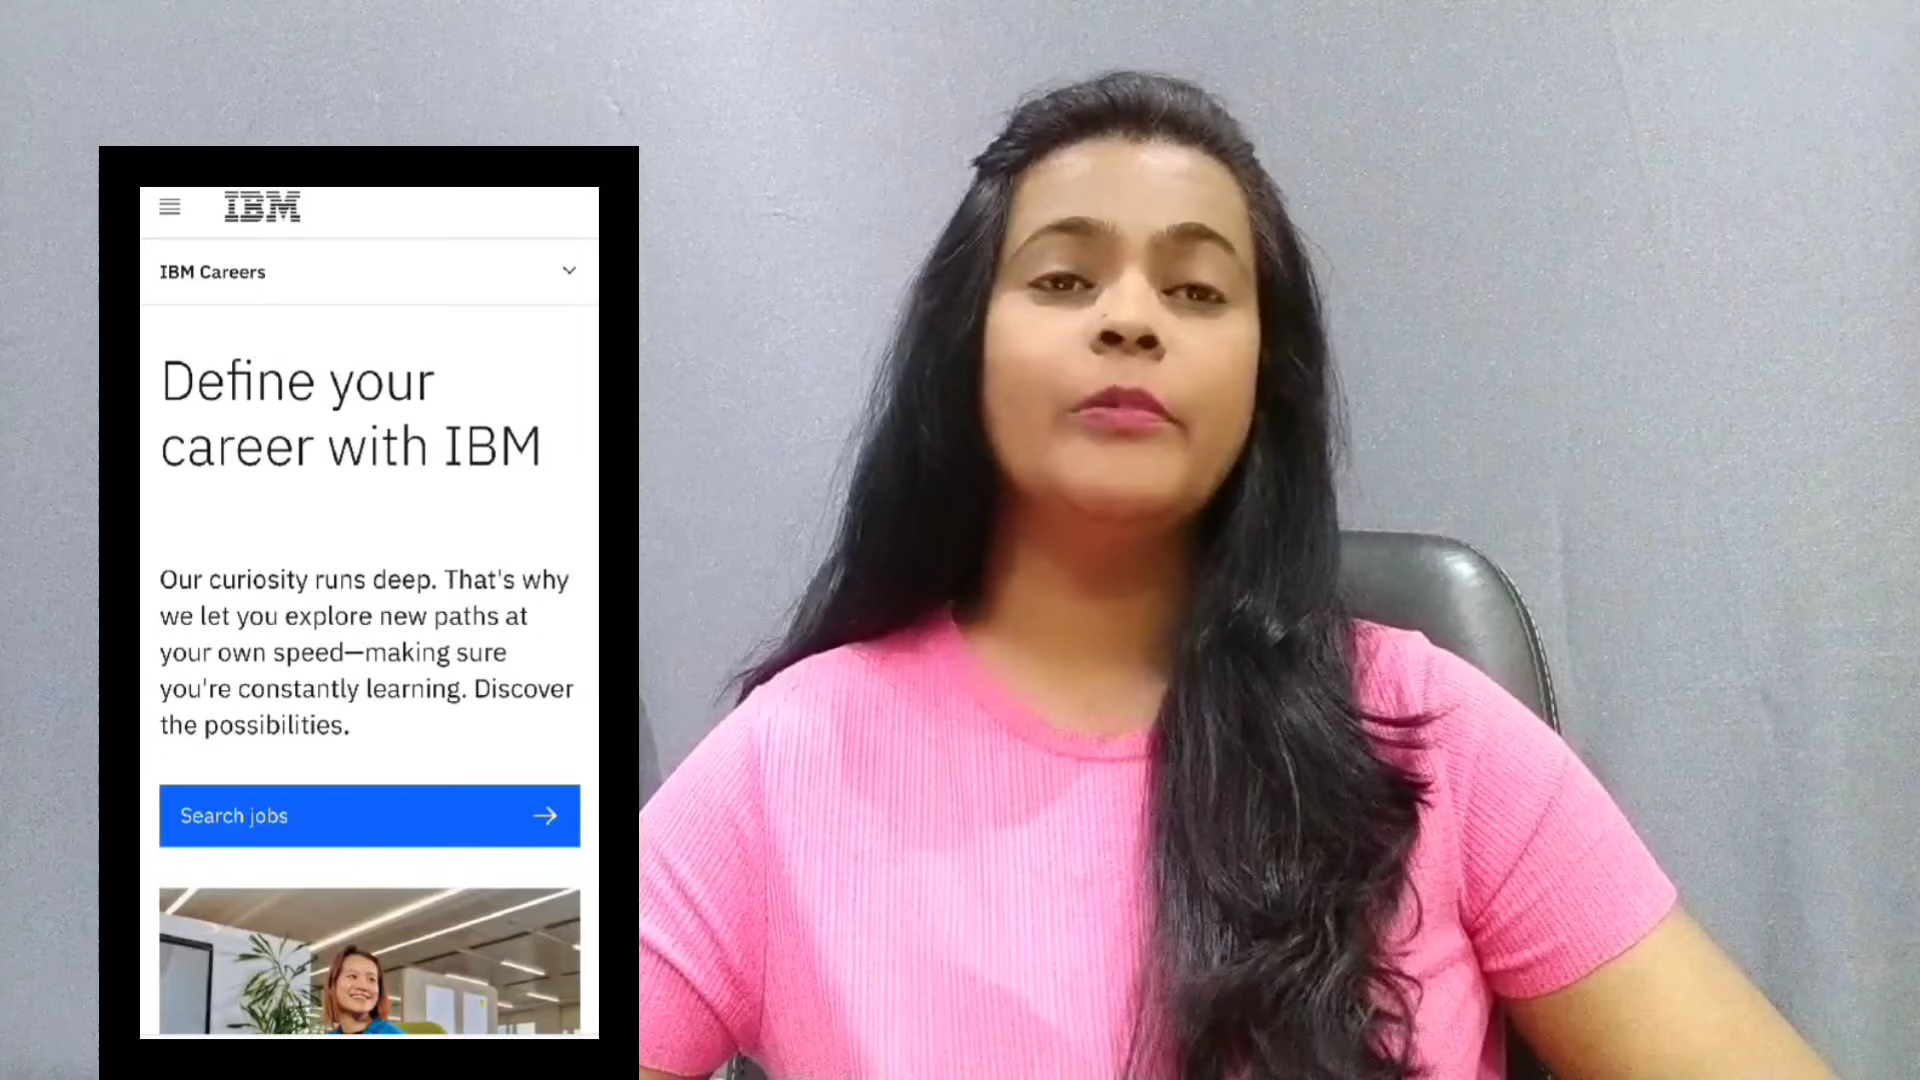 IBM
IBM Careers
Define your
career with IBM
Our curiosity runs deep. That's why
we let you explore new paths at
your own speed—making sure
you're constantly learning. Discover
the possibilities.
Search jobs